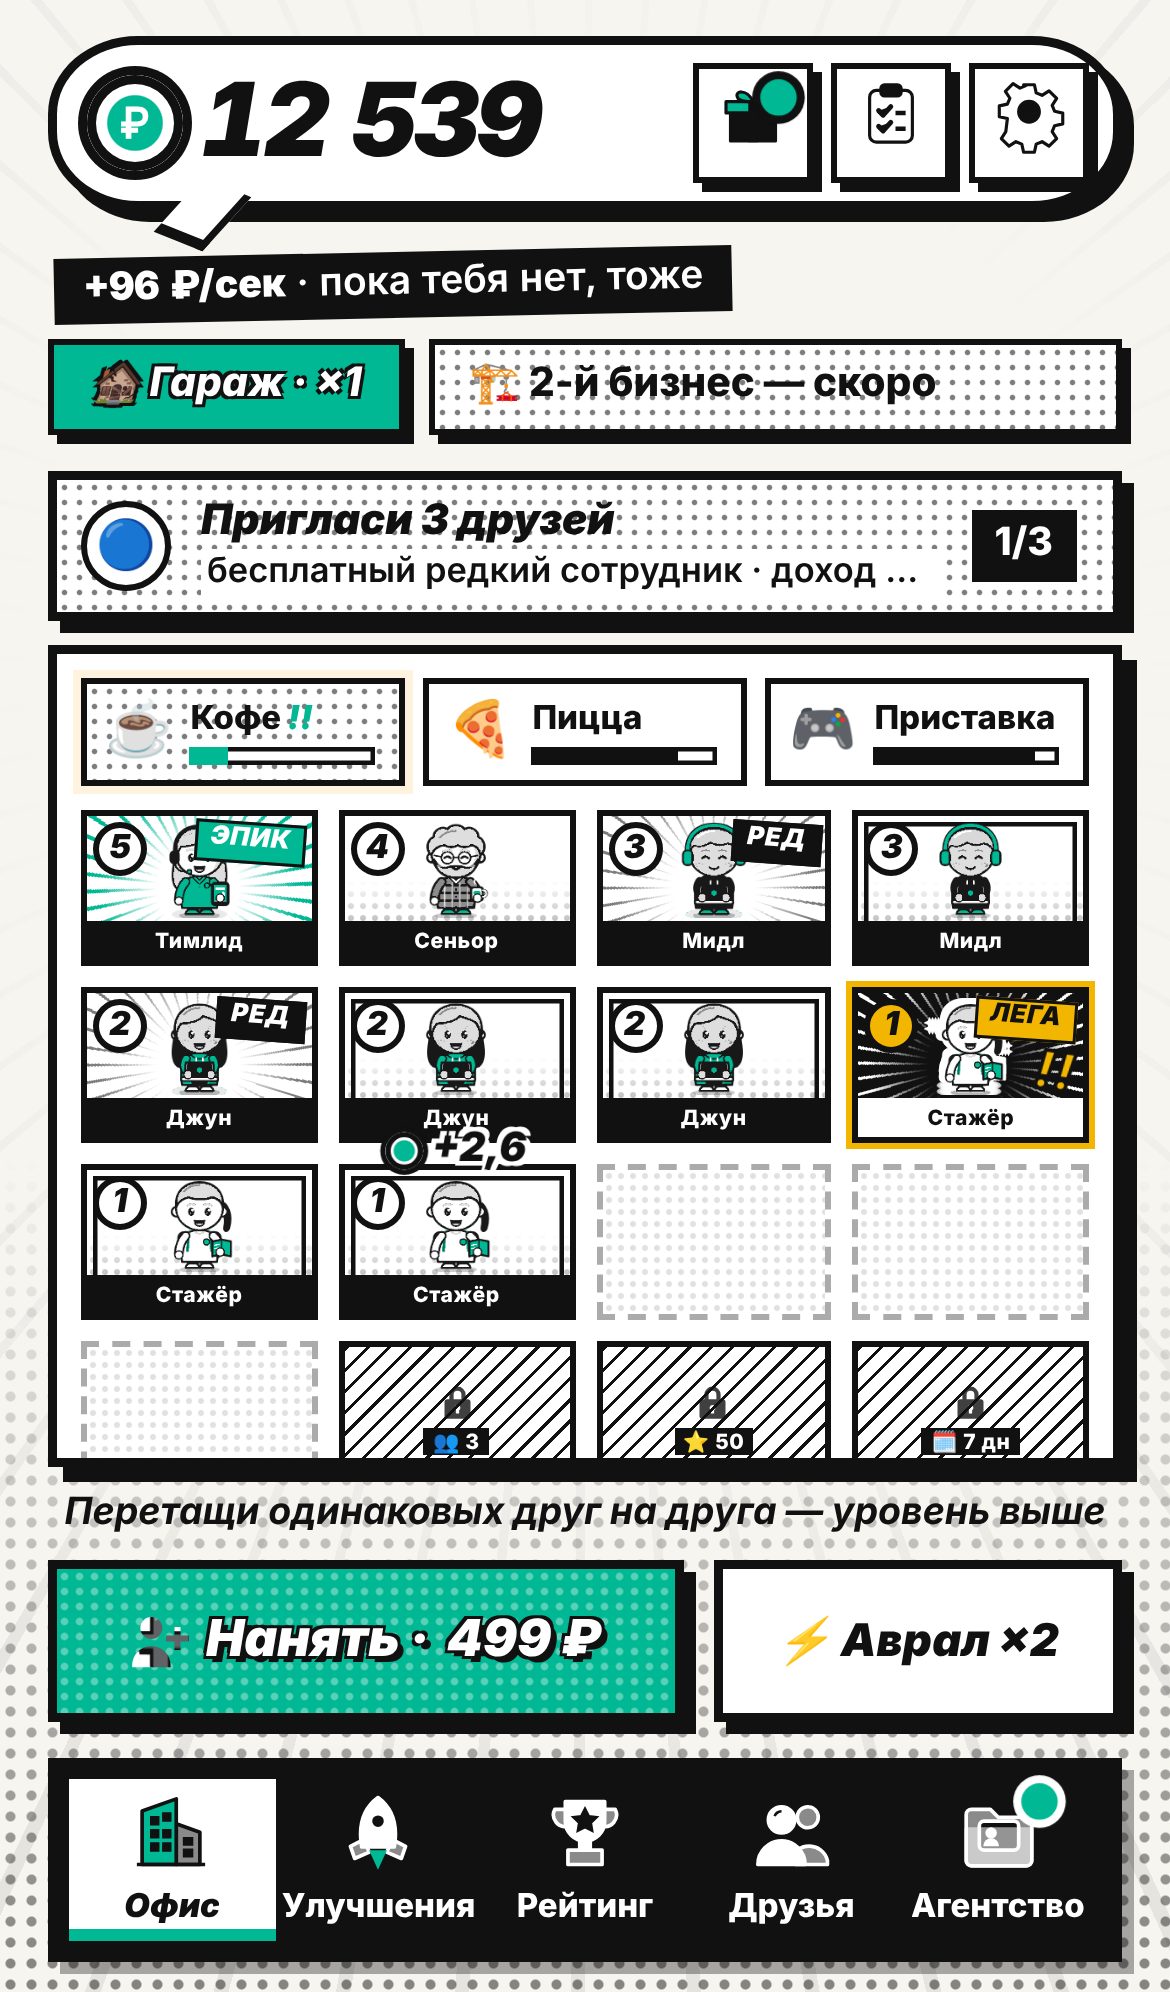 ₽ 12 539
+96 ₽/сек · пока тебя нет, тоже
Гараж · ×1
2-й бизнес — скоро
Пригласи 3 друзей
бесплатный редкий сотрудник · доход ...
1/3
Кофе !!
Пицца
Приставка
5 ЭПИК
4
3 РЕД
3
Тимлид
Сеньор
Мидл
Мидл
2 РЕД
2
2
1 ЛЕГА
!!
Джун
Джун
Джун
Стажёр
+2,6
1
1
Стажёр
Стажёр
3
50
7 дн
Перетащи одинаковых друг на друга — уровень выше
Нанять · 499 ₽
Аврал ×2
Офис
Улучшения
Рейтинг
Друзья
Агентство